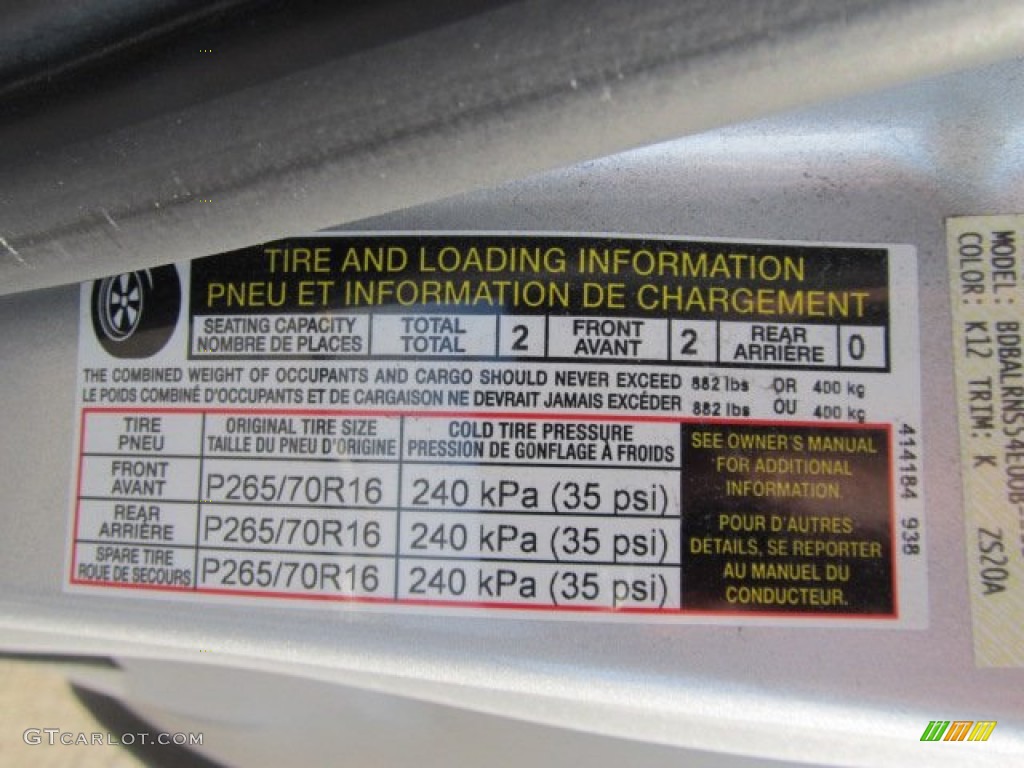 TIRE AND LOADING INFORMATION
PNEU ET INFORMATION DE CHARGEMENT
SEATING CAPACITY
NOMBRE DE PLACES
TOTAL
TOTAL
2
FRONT
AVANT
2
REAR
ARRIÈRE
0
THE COMBINED WEIGHT OF OCCUPANTS AND CARGO SHOULD NEVER EXCEED 882 lbs OR 400 kg
LE POIDS COMBINÉ D'OCCUPANTS ET DE CARGAISON NE DEVRAIT JAMAIS EXCÉDER 882 lbs OU 400 kg
TIRE
PNEU
ORIGINAL TIRE SIZE
TAILLE DU PNEU D'ORIGINE
COLD TIRE PRESSURE
PRESSION DE GONFLAGE À FROIDS
FRONT
AVANT
P265/70R16
240 kPa (35 psi)
REAR
ARRIÈRE
P265/70R16
240 kPa (35 psi)
SPARE TIRE
ROUE DE SECOURS
P265/70R16
240 kPa (35 psi)
SEE OWNER'S MANUAL
FOR ADDITIONAL
INFORMATION.
POUR D'AUTRES
DÉTAILS, SE REPORTER
AU MANUEL DU
CONDUCTEUR.
414184 938
MODEL:
COLOR: K12 TRIM: K ZS20A
GTCARLOT.COM